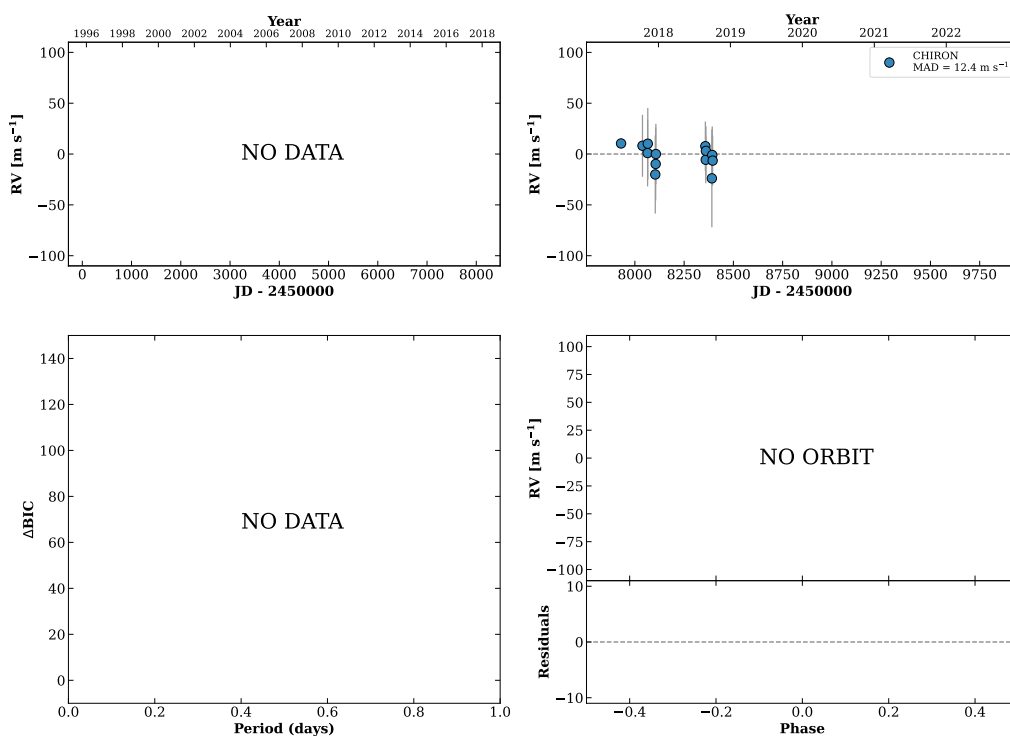 Year
1996 1998 2000 2002 2004 2006 2008 2010 2012 2014 2016 2018
RV [m s⁻¹]
100
50
0
−50
−100
NO DATA
0 1000 2000 3000 4000 5000 6000 7000 8000
JD - 2450000
Year
2018 2019 2020 2021 2022
CHIRON
MAD = 12.4 m s⁻¹
RV [m s⁻¹]
100
50
0
−50
−100
8000 8250 8500 8750 9000 9250 9500 9750
JD - 2450000
ΔBIC
140
120
100
80
60
40
20
0
NO DATA
0.0 0.2 0.4 0.6 0.8 1.0
Period (days)
RV [m s⁻¹]
100
75
50
25
0
−25
−50
−75
−100
NO ORBIT
Residuals
10
0
−10
−0.4 −0.2 0.0 0.2 0.4
Phase